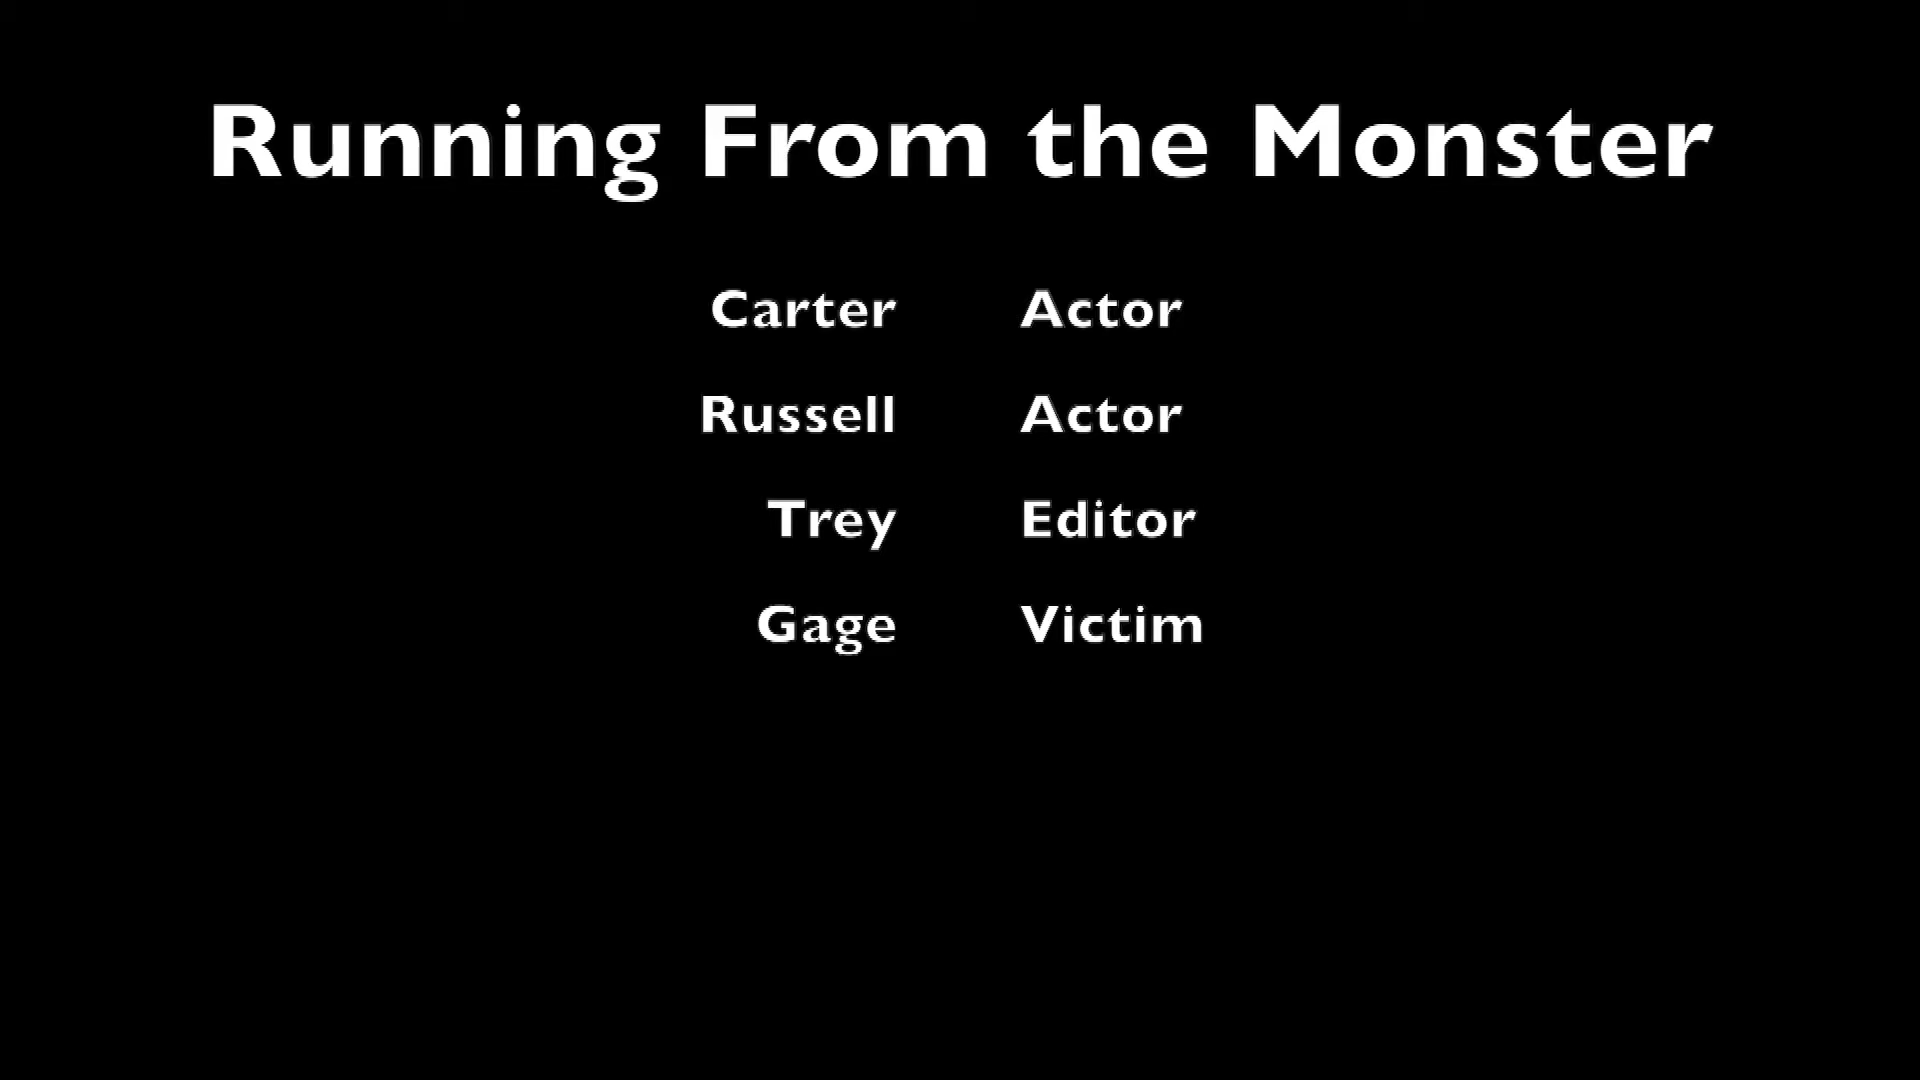 Running From the Monster
Carter Actor
Russell Actor
Trey Editor
Gage Victim